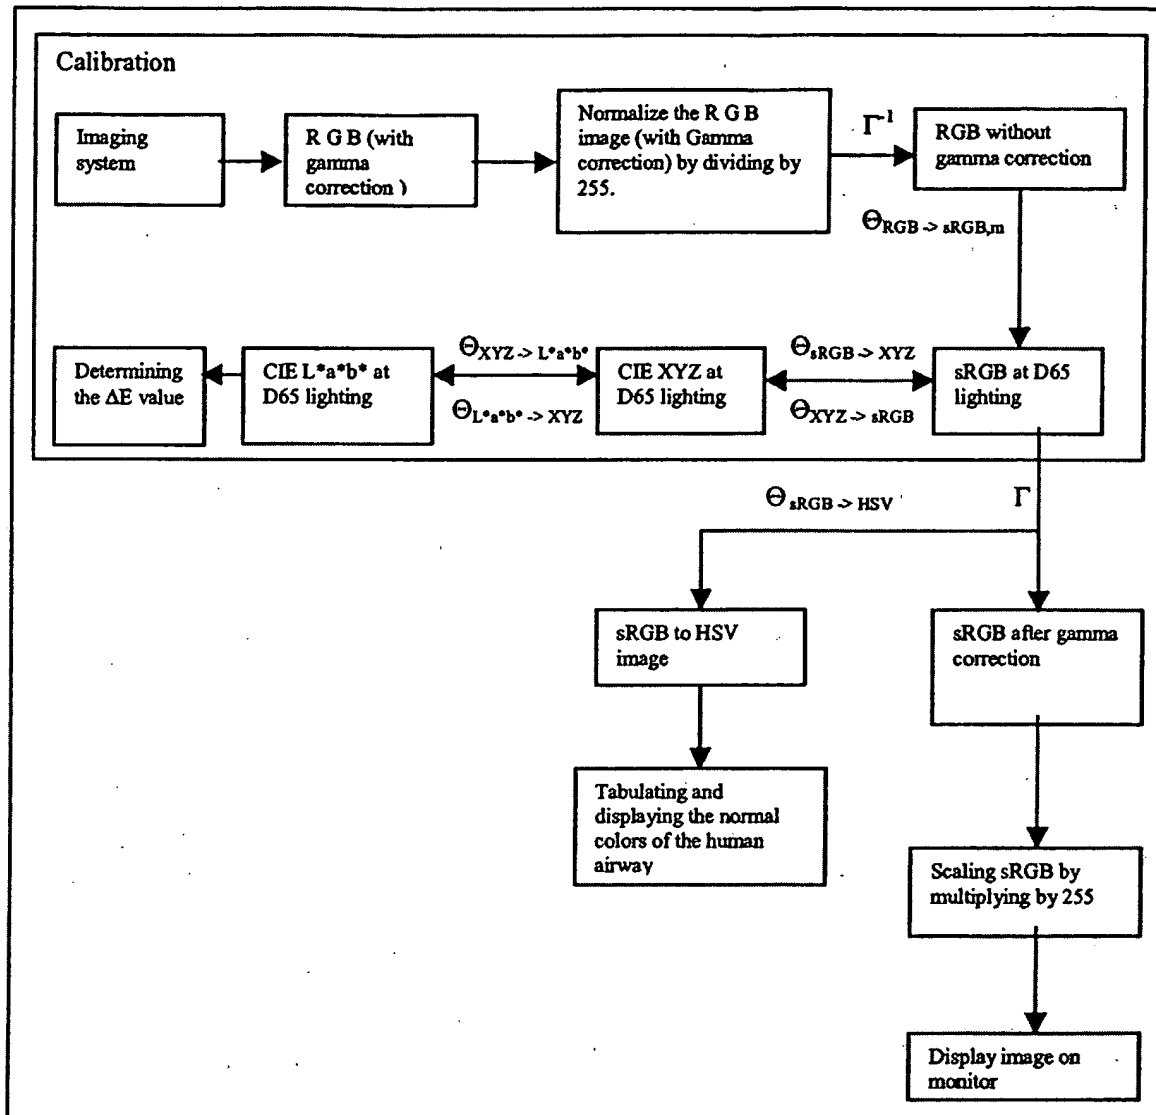 Calibration
Imaging
system
R G B (with
gamma
correction )
Normalize the R G B
image (with Gamma
correction) by dividing by
255.
Γ-1
RGB without
gamma correction
ΘRGB -> sRGB,m
Determining
the ΔE value
CIE L*a*b* at
D65 lighting
ΘXYZ -> L*a*b*
ΘL*a*b* -> XYZ
CIE XYZ at
D65 lighting
ΘsRGB -> XYZ
ΘXYZ -> sRGB
sRGB at D65
lighting
ΘsRGB -> HSV
Γ
sRGB to HSV
image
sRGB after gamma
correction
Tabulating and
displaying the normal
colors of the human
airway
Scaling sRGB by
multiplying by 255
Display image on
monitor